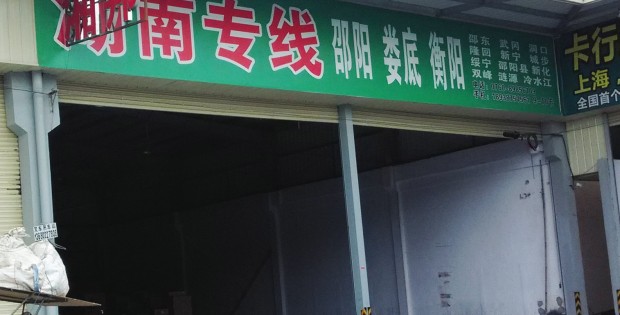 湖南专线 邵阳 娄底 衡阳
邵东 武冈 洞口
隆回 新宁 城步
绥宁 邵阳县 新化
双峰 涟源 冷水江
卡行
上海
全国首个